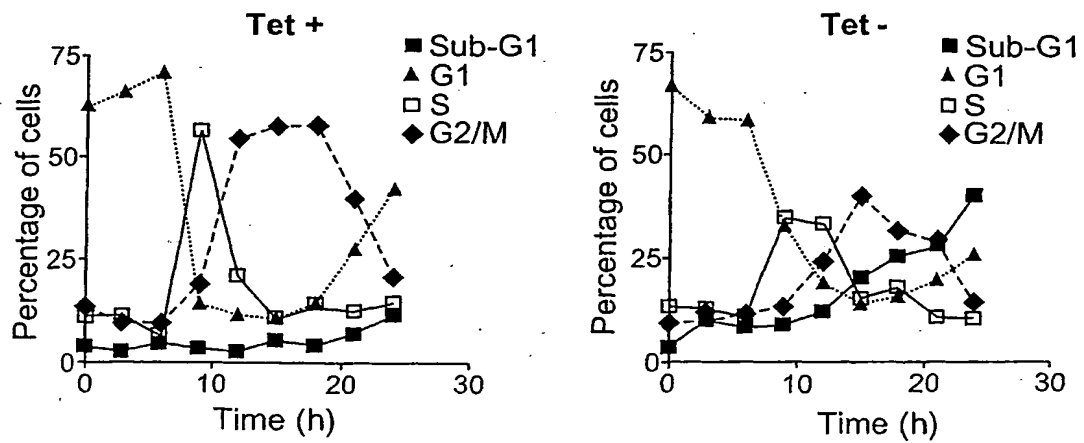 Tet +
Sub-G1
G1
S
G2/M
75
50
25
0
Percentage of cells
0
10
20
30
Time (h)
Tet -
Sub-G1
G1
S
G2/M
75
50
25
0
Percentage of cells
0
10
20
30
Time (h)